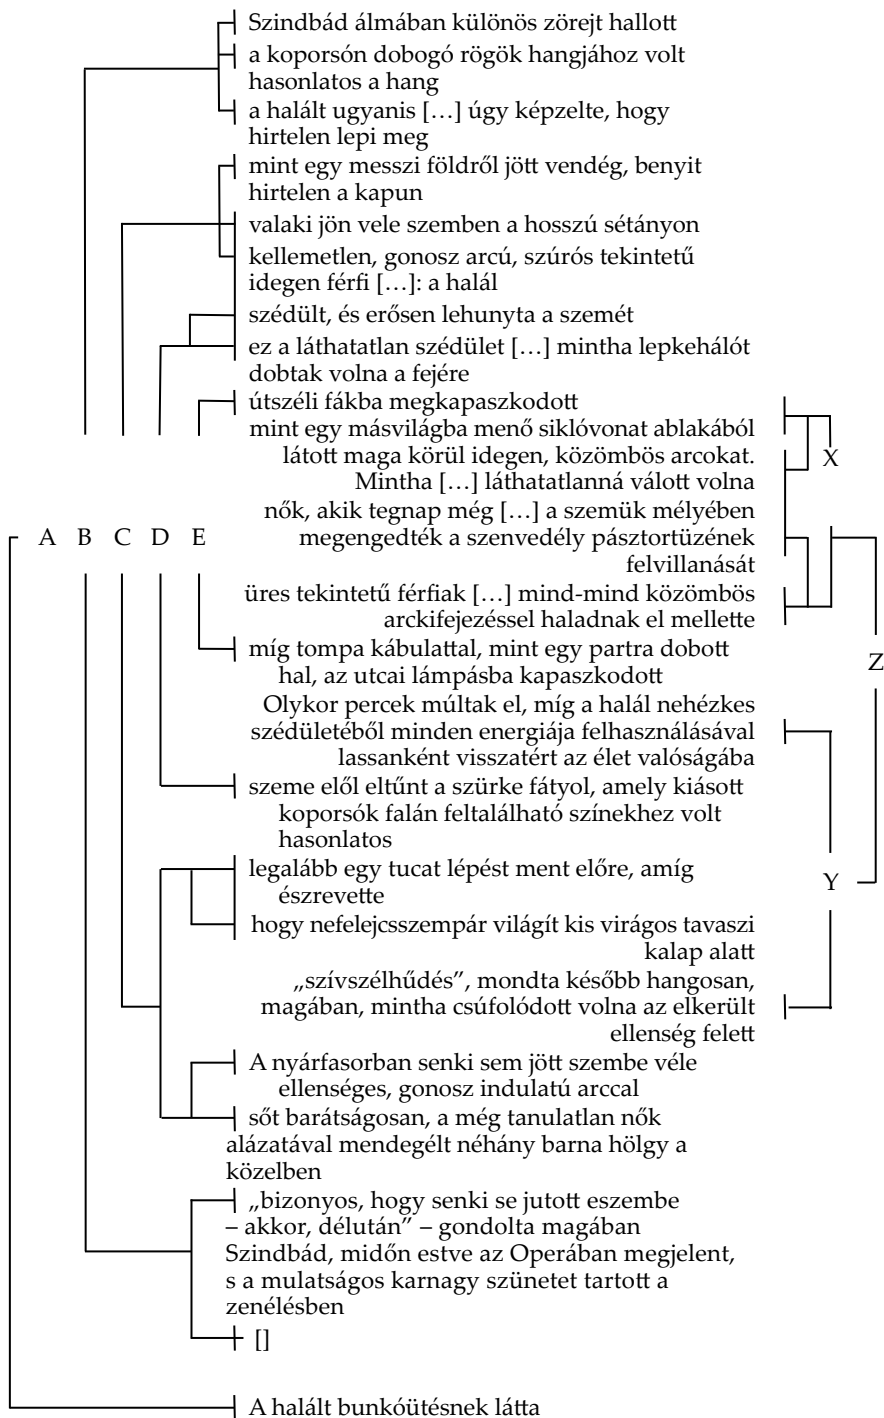 Szindbád álmában különös zörejt hallott
a koporsón dobogó rögök hangjához volt
hasonlatos a hang
a halált ugyanis […] úgy képzelte, hogy
hirtelen lepi meg
mint egy messzi földről jött vendég, benyit
hirtelen a kapun
valaki jön vele szemben a hosszú sétányon
kellemetlen, gonosz arcú, szúrós tekintetű
idegen férfi […]: a halál
szédült, és erősen lehunyta a szemét
ez a láthatatlan szédület […] mintha lepkehálót
dobtak volna a fejére
útszéli fákba megkapaszkodott
mint egy másvilágba menő siklóvonat ablakából
látott maga körül idegen, közömbös arcokat.
X
Mintha […] láthatatlanná válott volna
nők, akik tegnap még […] a szemük mélyében
A B C D E
megengedték a szenvedély pásztortüzének
felvillanását
üres tekintetű férfiak […] mind-mind közömbös
arckifejezéssel haladnak el mellette
míg tompa kábulattal, mint egy partra dobott
Z
hal, az utcai lámpásba kapaszkodott
Olykor percek múltak el, míg a halál nehézkes
szédületéből minden energiája felhasználásával
lassanként visszatért az élet valóságába
szeme elől eltűnt a szürke fátyol, amely kiásott
koporsók falán feltalálható színekhez volt
hasonlatos
legalább egy tucat lépést ment előre, amíg
Y
észrevette
hogy nefelejcsszempár világít kis virágos tavaszi
kalap alatt
„szívszélhűdés”, mondta később hangosan,
magában, mintha csúfolódott volna az elkerült
ellenség felett
A nyárfasorban senki sem jött szembe véle
ellenséges, gonosz indulatú arccal
sőt barátságosan, a még tanulatlan nők
alázatával mendegélt néhány barna hölgy a
közelben
„bizonyos, hogy senki se jutott eszembe
– akkor, délután” – gondolta magában
Szindbád, midőn estve az Operában megjelent,
s a mulatságos karnagy szünetet tartott a
zenélésben
[]
A halált bunkóütésnek látta